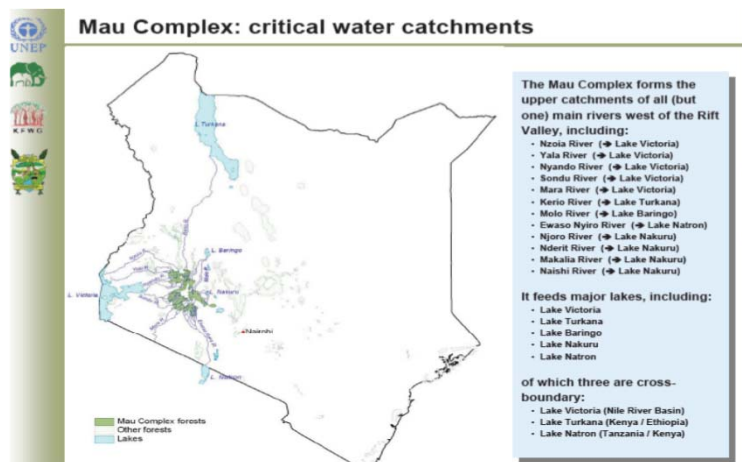 Mau Complex: critical water catchments
UNEP
KFWG
L. Turkana
L. Baringo
L. Nakuru
L. Victoria
Nairobi
L. Natron
Mau Complex forests
Other forests
Lakes
The Mau Complex forms the
upper catchments of all (but
one) main rivers west of the Rift
Valley, including:
• Nzoia River (➔ Lake Victoria)
• Yala River (➔ Lake Victoria)
• Nyando River (➔ Lake Victoria)
• Sondu River (➔ Lake Victoria)
• Mara River (➔ Lake Victoria)
• Kerio River (➔ Lake Turkana)
• Molo River (➔ Lake Baringo)
• Ewaso Nyiro River (➔ Lake Natron)
• Njoro River (➔ Lake Nakuru)
• Nderit River (➔ Lake Nakuru)
• Makalia River (➔ Lake Nakuru)
• Naishi River (➔ Lake Nakuru)
It feeds major lakes, including:
• Lake Victoria
• Lake Turkana
• Lake Baringo
• Lake Nakuru
• Lake Natron
of which three are cross-
boundary:
• Lake Victoria (Nile River Basin)
• Lake Turkana (Kenya / Ethiopia)
• Lake Natron (Tanzania / Kenya)